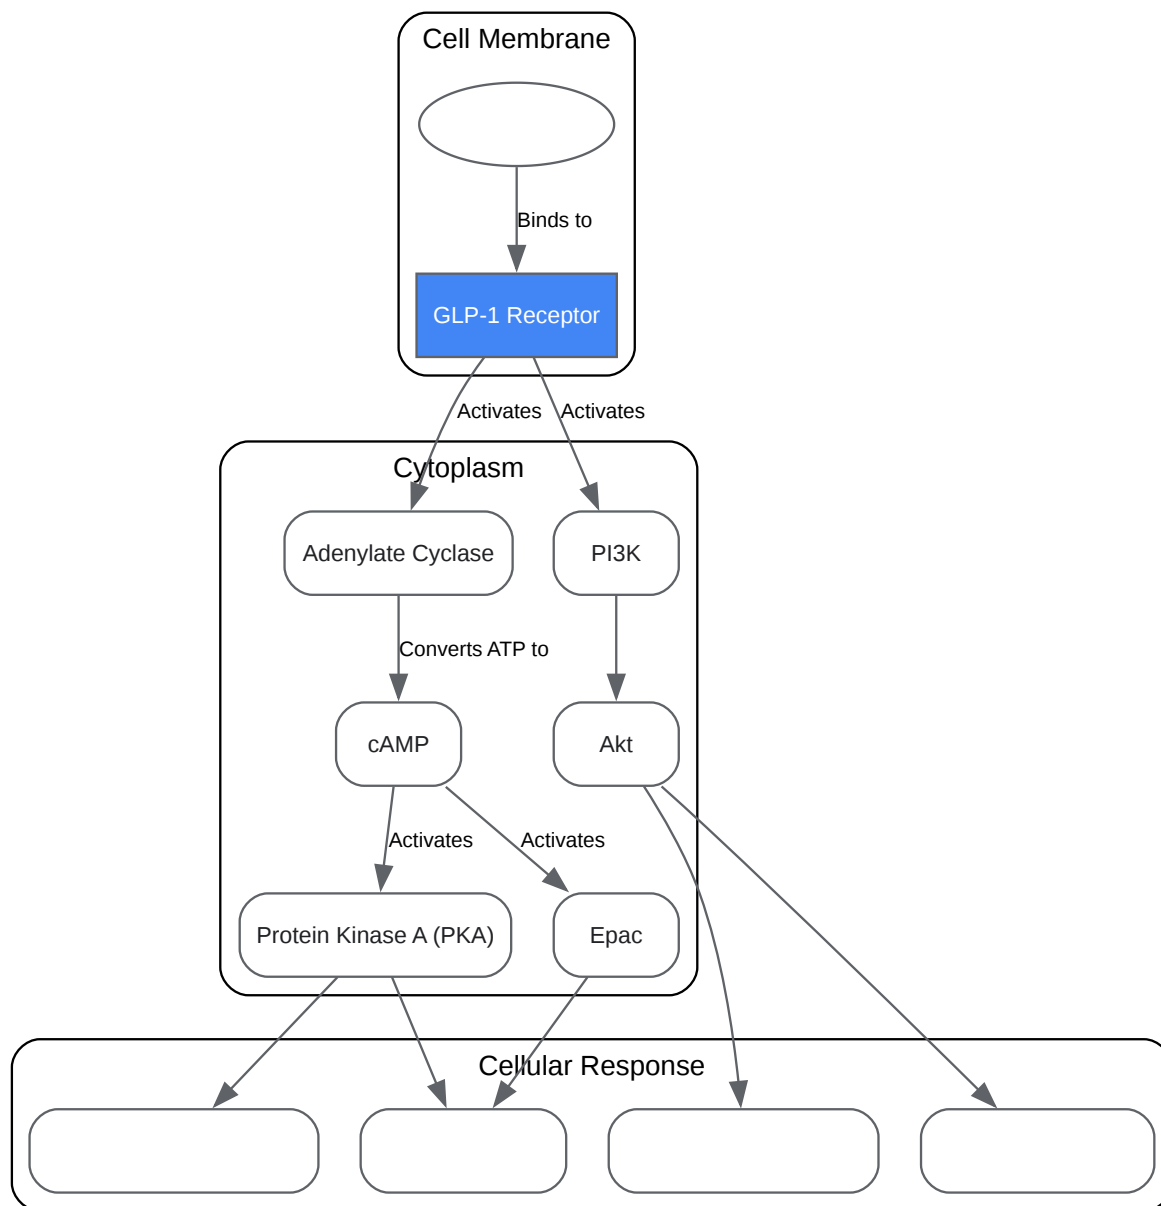 Cell Membrane
Binds to
GLP-1 Receptor
Activates
Activates
Cytoplasm
Adenylate Cyclase
PI3K
Converts ATP to
cAMP
Akt
Activates
Activates
Protein Kinase A (PKA)
Epac
Cellular Response